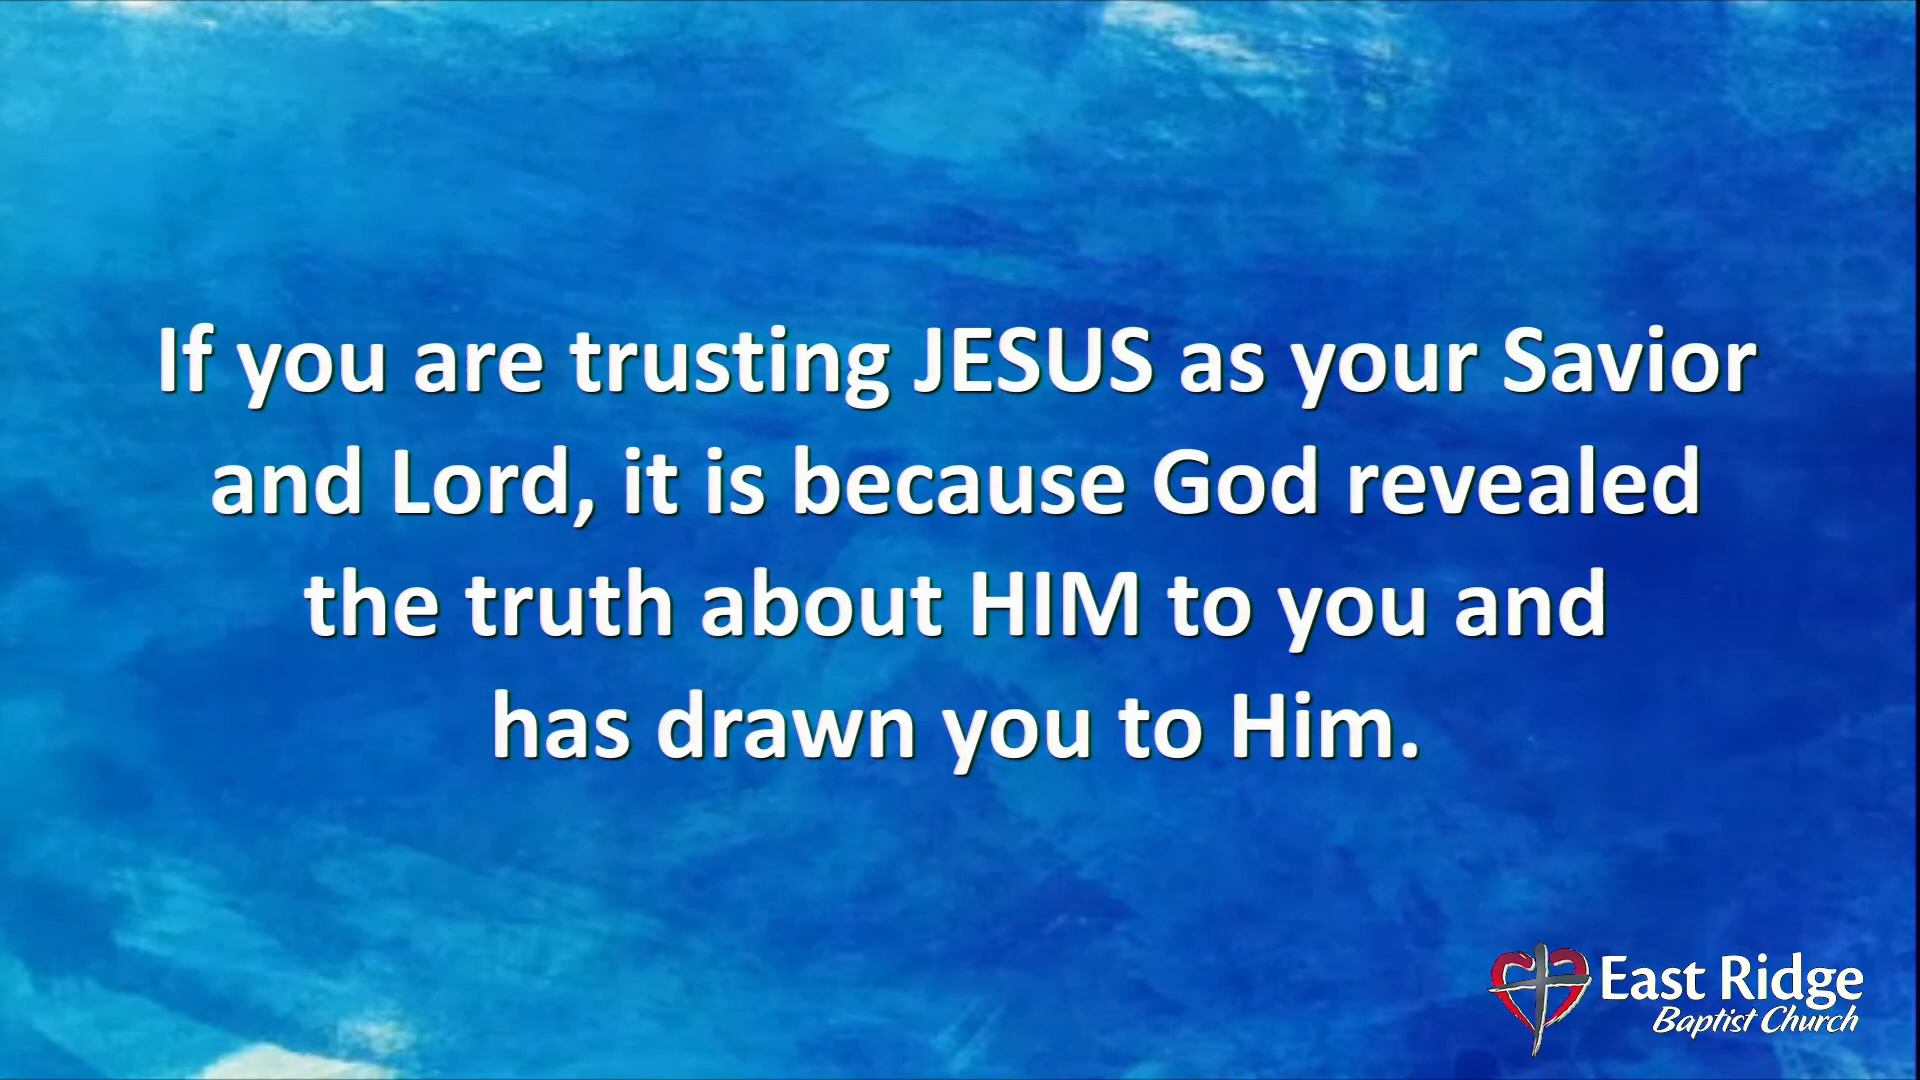 If you are trusting JESUS as your Savior
and Lord, it is because God revealed
the truth about HIM to you and
has drawn you to Him.
East Ridge
Baptist Church